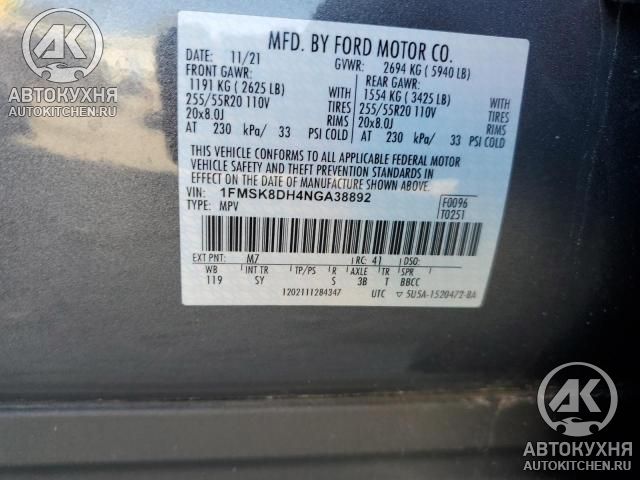 АК
АВТОКУХНЯ
AUTOKITCHEN.RU
MFD. BY FORD MOTOR CO.
DATE: 11/21 GVWR: 2694 KG ( 5940 LB)
FRONT GAWR: REAR GAWR:
1191 KG ( 2625 LB) WITH 1554 KG ( 3425 LB) WITH
255/55R20 110V TIRES 255/55R20 110V TIRES
20x8.0J RIMS 20x8.0J RIMS
AT 230 kPa/ 33 PSI COLD AT 230 kPa/ 33 PSI COLD
THIS VEHICLE CONFORMS TO ALL APPLICABLE FEDERAL MOTOR
VEHICLE SAFETY AND THEFT PREVENTION STANDARDS IN
EFFECT ON THE DATE OF MANUFACTURE SHOWN ABOVE.
VIN: 1FMSK8DH4NGA38892 F0096
TYPE: MPV T0251
EXT PNT: M7 RC: 41 DSO:
WB INT TR TP/PS R AXLE TR SPR
119 SY S 3B T BBCC
1202111284347 UTC ▽ 5U5A-1520472-BA
АК
АВТОКУХНЯ
AUTOKITCHEN.RU